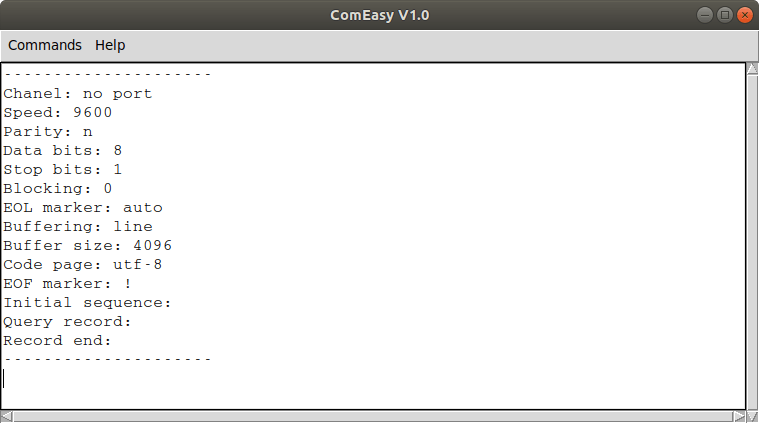 ComEasy V1.0
Commands Help
---------------------
Chanel: no port
Speed: 9600
Parity: n
Data bits: 8
Stop bits: 1
Blocking: 0
EOL marker: auto
Buffering: line
Buffer size: 4096
Code page: utf-8
EOF marker: !
Initial sequence:
Query record:
Record end:
---------------------